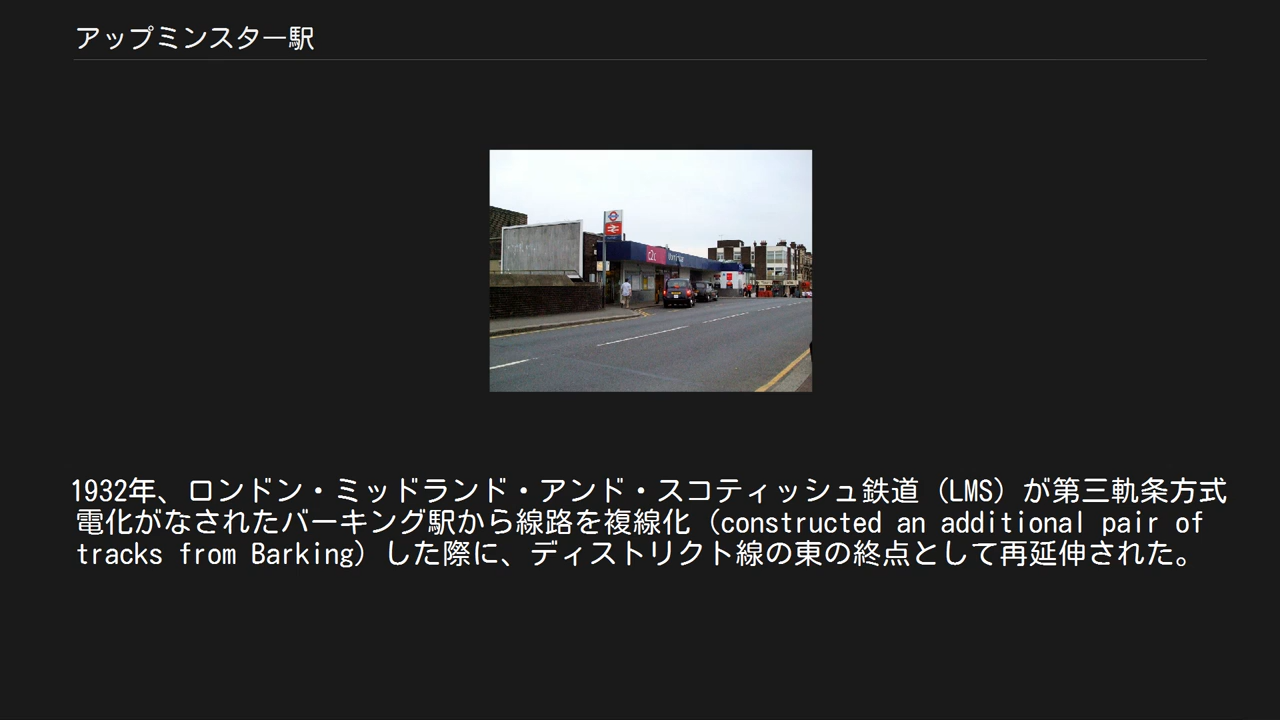 アップミンスター駅
c2c
1932年、ロンドン・ミッドランド・アンド・スコティッシュ鉄道（LMS）が第三軌条方式
電化がなされたバーキング駅から線路を複線化（constructed an additional pair of
tracks from Barking）した際に、ディストリクト線の東の終点として再延伸された。